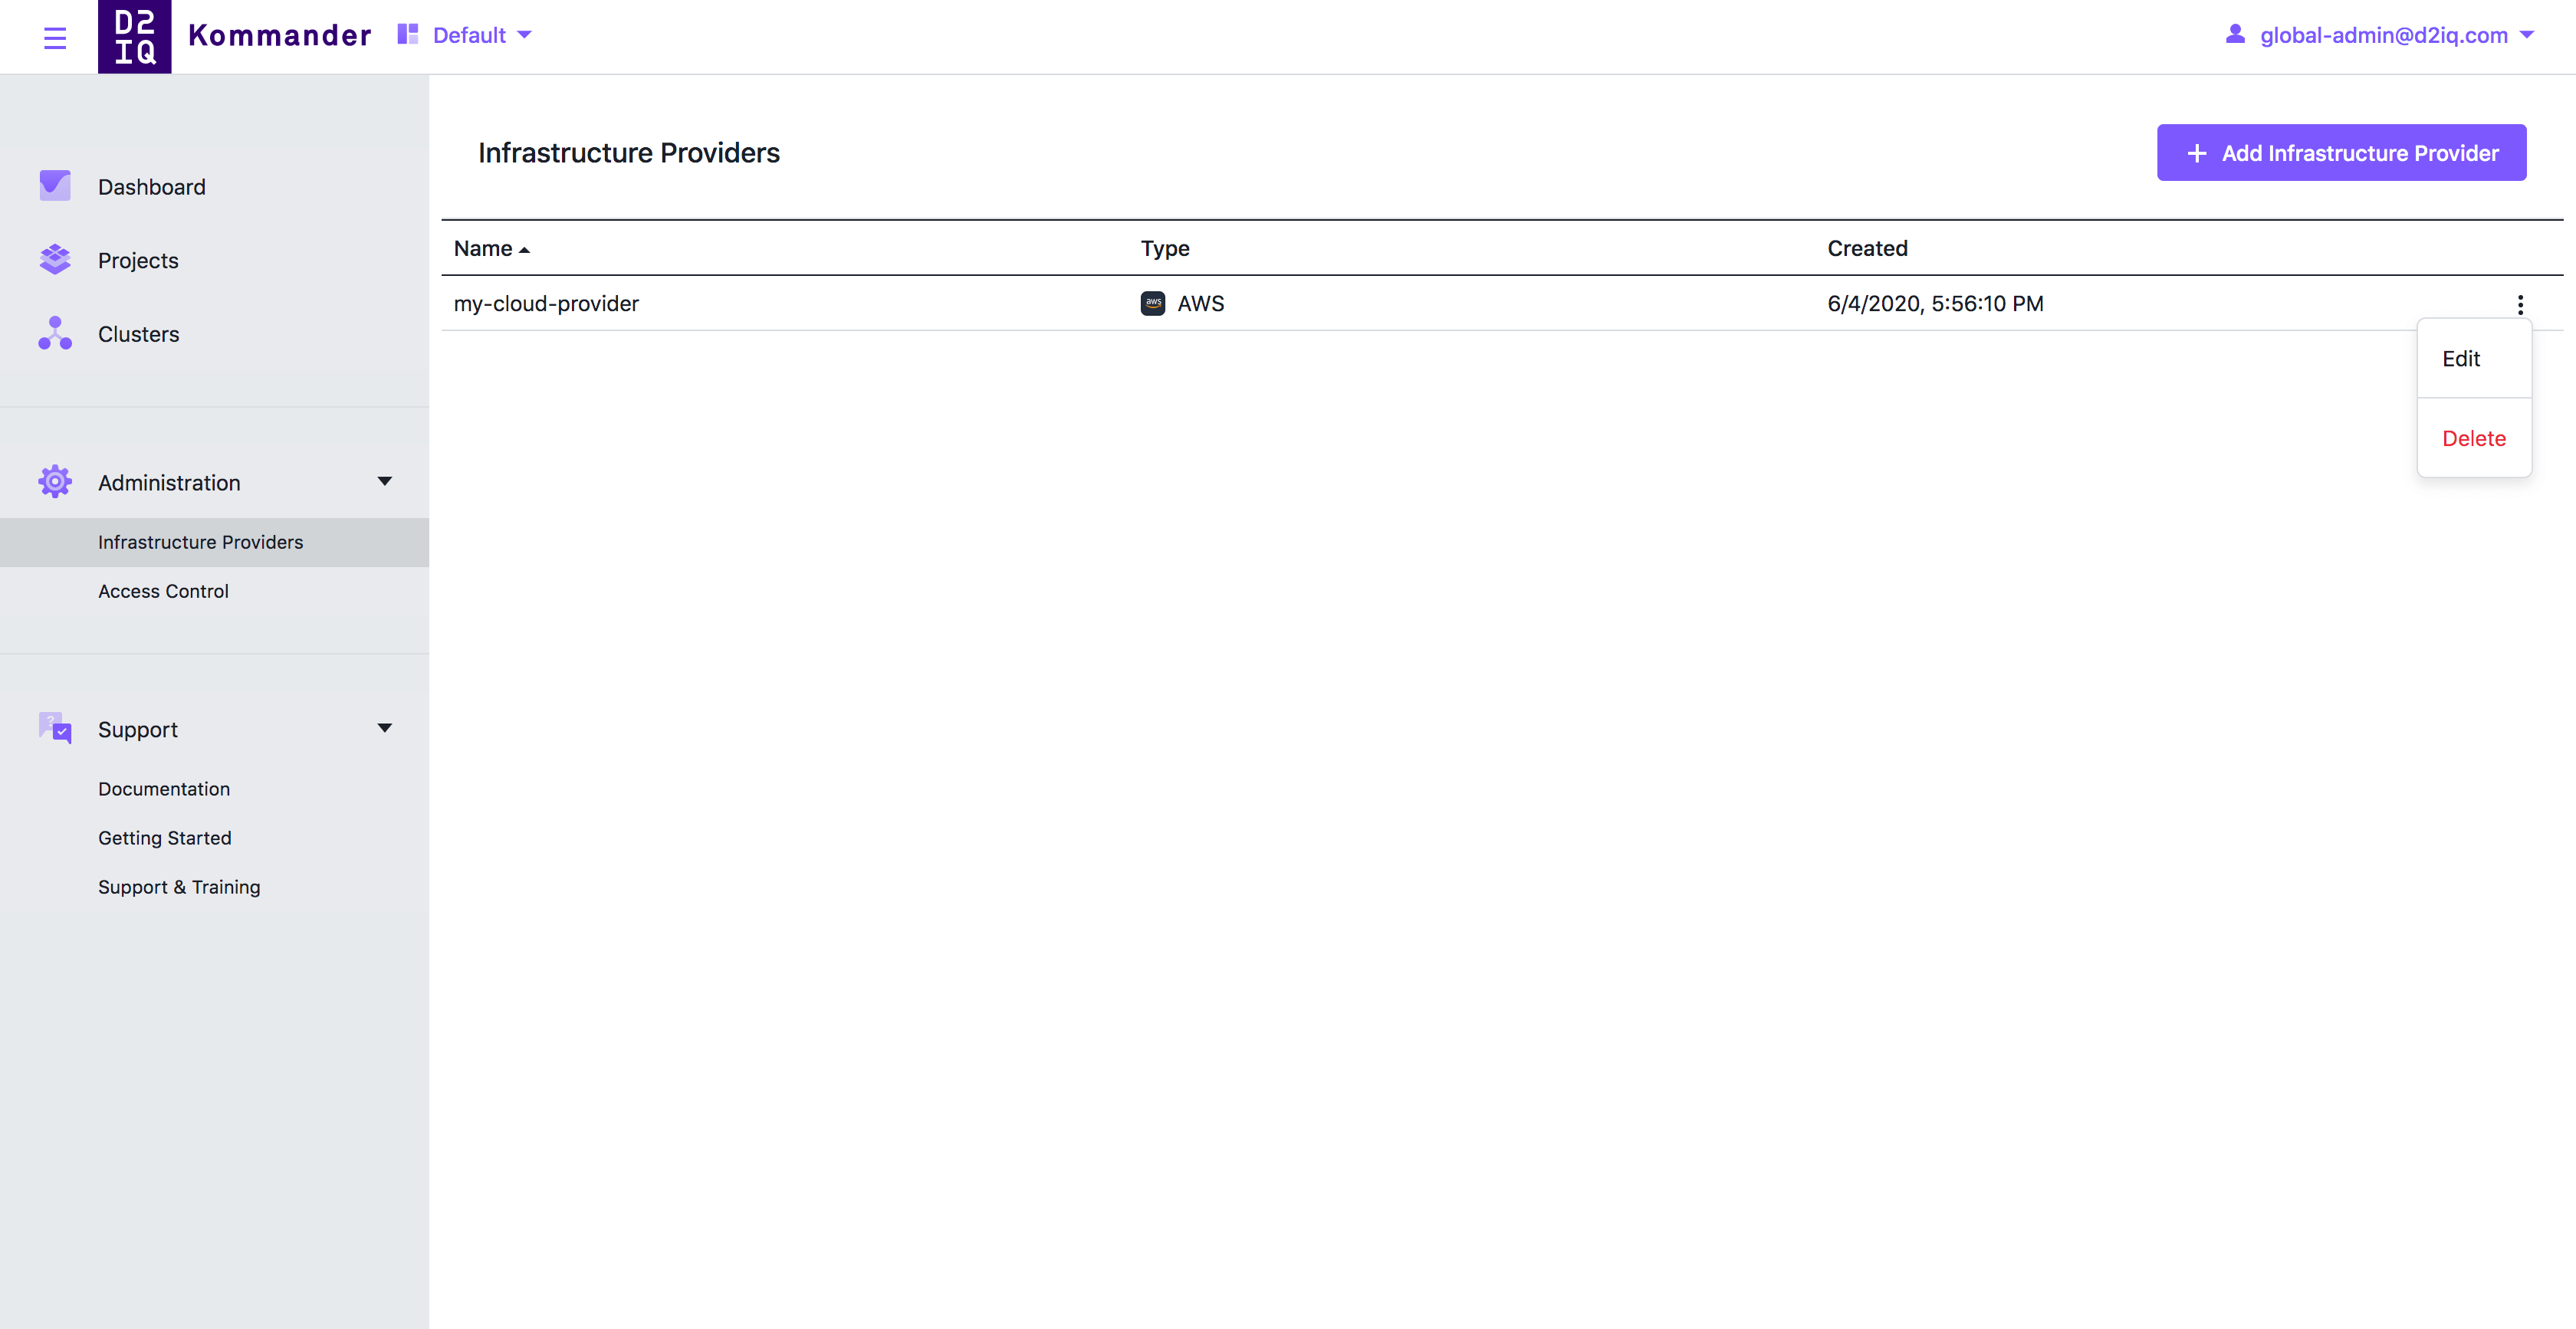 D2
IQ
Kommander
Default
global-admin@d2iq.com
Dashboard
Projects
Clusters
Administration
Infrastructure Providers
Access Control
Support
Documentation
Getting Started
Support & Training
Infrastructure Providers
+ Add Infrastructure Provider
Name Type Created
my-cloud-provider aws AWS 6/4/2020, 5:56:10 PM
Edit
Delete